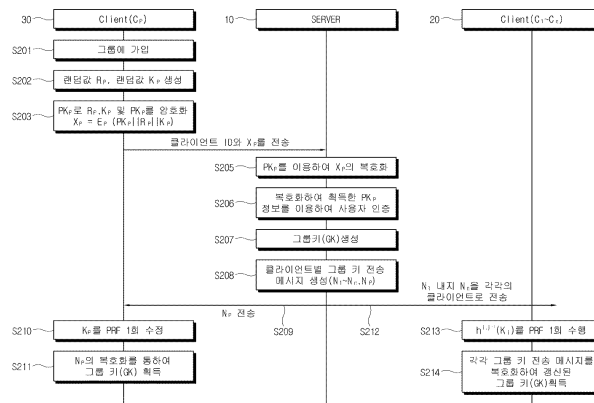 30
Client(Cₚ)
10
SERVER
20
Client(C₁~Cₙ)
S201
그룹에 가입
S202
랜덤값 Rₚ, 랜덤값 Kₚ 생성
S203
PKₚ로 Rₚ,Kₚ 및 PKₚ를 암호화
Xₚ = Eₚ (PKₚ||Rₚ||Kₚ)
클라이언트 ID와 Xₚ를 전송
S205
PKₚ를 이용하여 Xₚ의 복호화
S206
복호화하여 획득한 PKₚ
정보를 이용하여 사용자 인증
S207
그룹키(GK)생성
S208
클라이언트별 그룹 키 전송
메시지 생성(N₁~Nₙ,Nₚ)
N₁ 내지 Nₙ을 각각의
클라이언트로 전송
Nₚ 전송
S209
S212
S210
Kₚ를 PRF 1회 수정
S213
를 PRF 1회 수행
S211
Nₚ의 복호화를 통하여
그룹 키(GK) 획득
S214
각각 그룹 키 전송 메시지를
복호화하여 갱신된
그룹 키(GK)획득